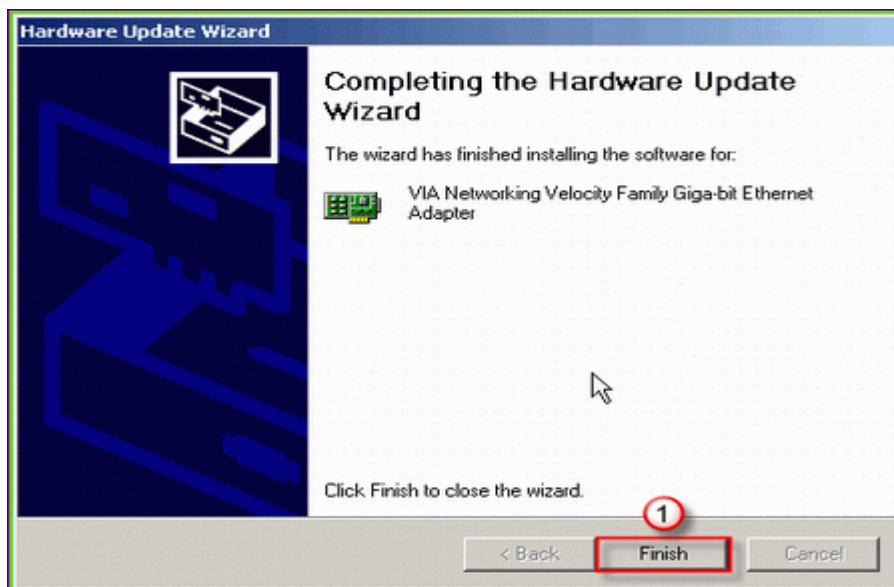 Hardware Update Wizard
Completing the Hardware Update
Wizard
The wizard has finished installing the software for:
VIA Networking Velocity Family Giga-bit Ethernet
Adapter
Click Finish to close the wizard.
1
< Back Finish Cancel